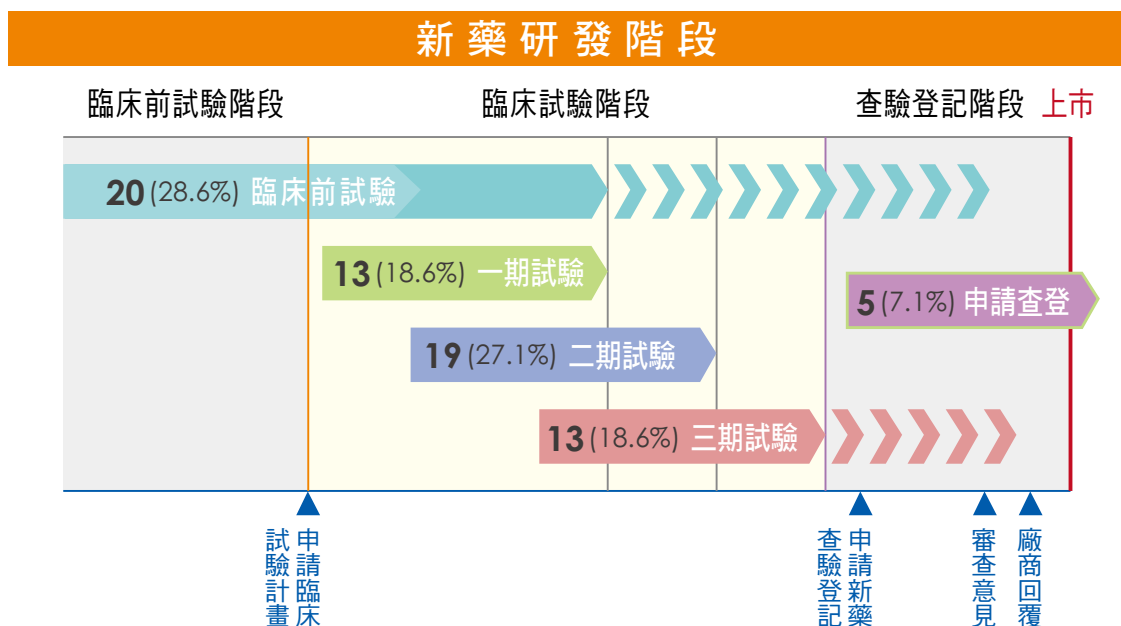 新藥研發階段
臨床前試驗階段
臨床試驗階段
查驗登記階段 上市
20 (28.6%) 臨床前試驗
13 (18.6%) 一期試驗
5 (7.1%) 申請查登
19 (27.1%) 二期試驗
13 (18.6%) 三期試驗
申請臨床
試驗計畫
申請新藥
查驗登記
審查意見
廠商回覆